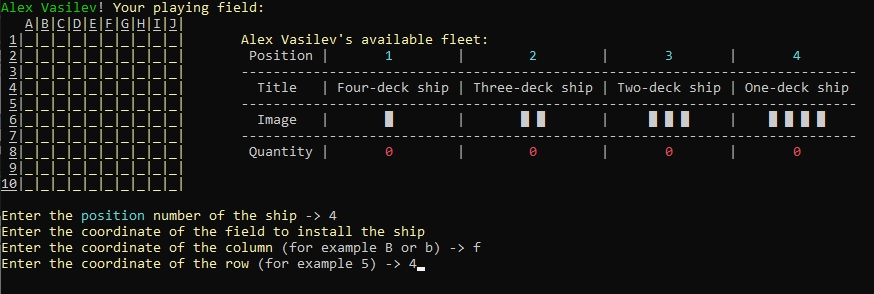 Alex Vasilev! Your playing field:
A|B|C|D|E|F|G|H|I|J|
1|_|_|_|_|_|_|_|_|_|_| Alex Vasilev's available fleet:
2|_|_|_|_|_|_|_|_|_|_| Position | 1 | 2 | 3 | 4
3|_|_|_|_|_|_|_|_|_|_| --------------------------------------------------------------------------
4|_|_|_|_|_|_|_|_|_|_| Title | Four-deck ship | Three-deck ship | Two-deck ship | One-deck ship
5|_|_|_|_|_|_|_|_|_|_| --------------------------------------------------------------------------
6|_|_|_|_|_|_|_|_|_|_| Image | █ | █ █ | █ █ █ | █ █ █ █
7|_|_|_|_|_|_|_|_|_|_| --------------------------------------------------------------------------
8|_|_|_|_|_|_|_|_|_|_| Quantity | 0 | 0 | 0 | 0
9|_|_|_|_|_|_|_|_|_|_|
10|_|_|_|_|_|_|_|_|_|_|
Enter the position number of the ship -> 4
Enter the coordinate of the field to install the ship
Enter the coordinate of the column (for example B or b) -> f
Enter the coordinate of the row (for example 5) -> 4